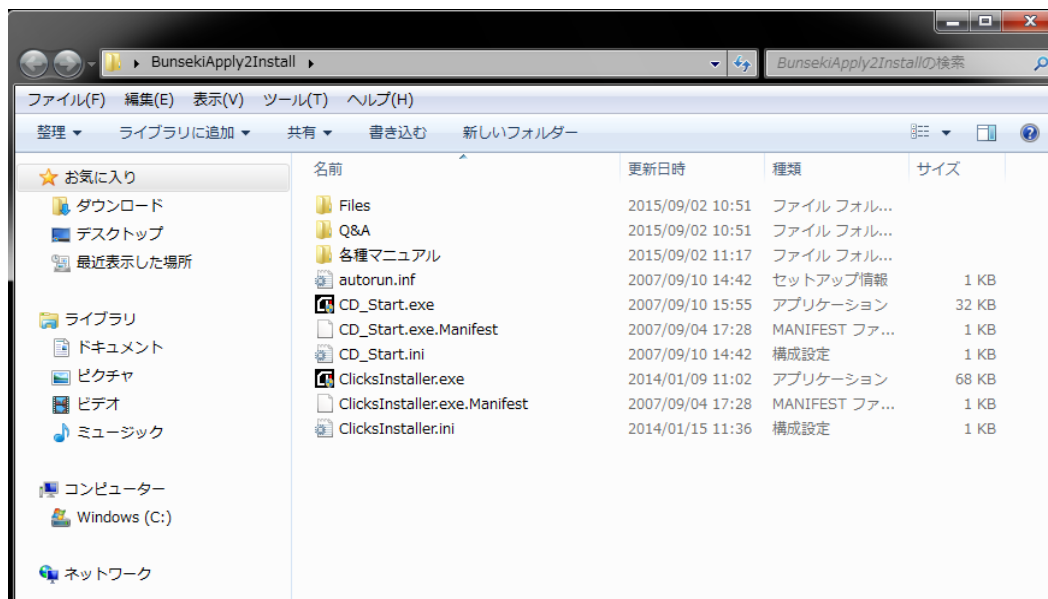 BunsekiApply2Install
BunsekiApply2Installの検索
ファイル(F) 編集(E) 表示(V) ツール(T) ヘルプ(H)
整理 ライブラリに追加 共有 書き込む 新しいフォルダー
お気に入り
ダウンロード
デスクトップ
最近表示した場所
ライブラリ
ドキュメント
ピクチャ
ビデオ
ミュージック
コンピューター
Windows (C:)
ネットワーク
名前 更新日時 種類 サイズ
Files 2015/09/02 10:51 ファイル フォル...
Q&A 2015/09/02 10:51 ファイル フォル...
各種マニュアル 2015/09/02 11:17 ファイル フォル...
autorun.inf 2007/09/10 14:42 セットアップ情報 1 KB
CD_Start.exe 2007/09/10 15:55 アプリケーション 32 KB
CD_Start.exe.Manifest 2007/09/04 17:28 MANIFEST ファ... 1 KB
CD_Start.ini 2007/09/10 14:42 構成設定 1 KB
ClicksInstaller.exe 2014/01/09 11:02 アプリケーション 68 KB
ClicksInstaller.exe.Manifest 2007/09/04 17:28 MANIFEST ファ... 1 KB
ClicksInstaller.ini 2014/01/15 11:36 構成設定 1 KB